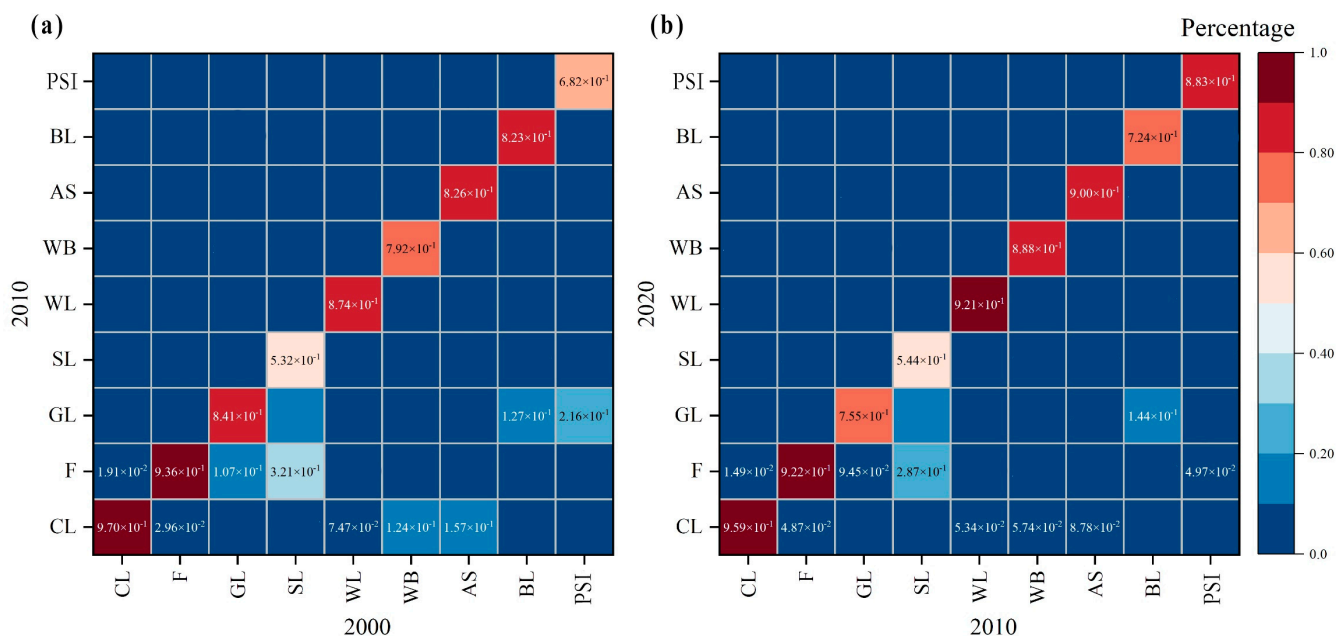 (a)
PSI 6.82×10⁻¹
BL 8.23×10⁻¹
AS 8.26×10⁻¹
WB 7.92×10⁻¹
WL 8.74×10⁻¹
SL 5.32×10⁻¹
GL 8.41×10⁻¹ 1.27×10⁻¹ 2.16×10⁻¹
F 1.91×10⁻² 9.36×10⁻¹ 1.07×10⁻¹ 3.21×10⁻¹
CL 9.70×10⁻¹ 2.96×10⁻² 7.47×10⁻² 1.24×10⁻¹ 1.57×10⁻¹
CL F GL SL WL WB AS BL PSI
2010
2000
(b)
PSI 8.83×10⁻¹
BL 7.24×10⁻¹
AS 9.00×10⁻¹
WB 8.88×10⁻¹
WL 9.21×10⁻¹
SL 5.44×10⁻¹
GL 7.55×10⁻¹ 1.44×10⁻¹
F 1.49×10⁻² 9.22×10⁻¹ 9.45×10⁻² 2.87×10⁻¹ 4.97×10⁻²
CL 9.59×10⁻¹ 4.87×10⁻² 5.34×10⁻² 5.74×10⁻² 8.78×10⁻²
CL F GL SL WL WB AS BL PSI
2020
2010
Percentage
1.0
0.80
0.60
0.40
0.20
0.0